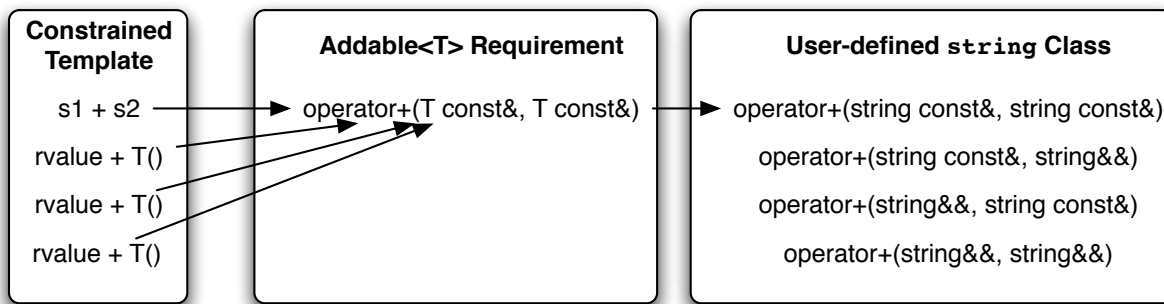 Constrained
Template
s1 + s2
rvalue + T()
rvalue + T()
rvalue + T()
Addable<T> Requirement
operator+(T const&, T const&)
User-defined string Class
operator+(string const&, string const&)
operator+(string const&, string&&)
operator+(string&&, string const&)
operator+(string&&, string&&)